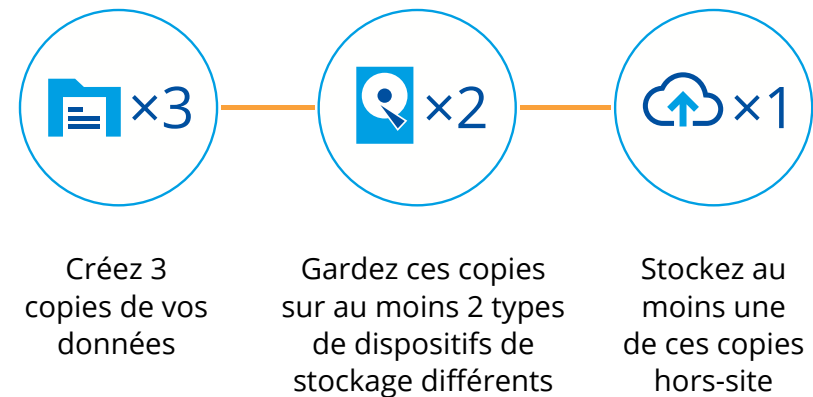 ×3
×2
×1
Créez 3
copies de vos
données
Gardez ces copies
sur au moins 2 types
de dispositifs de
stockage différents
Stockez au
moins une
de ces copies
hors-site